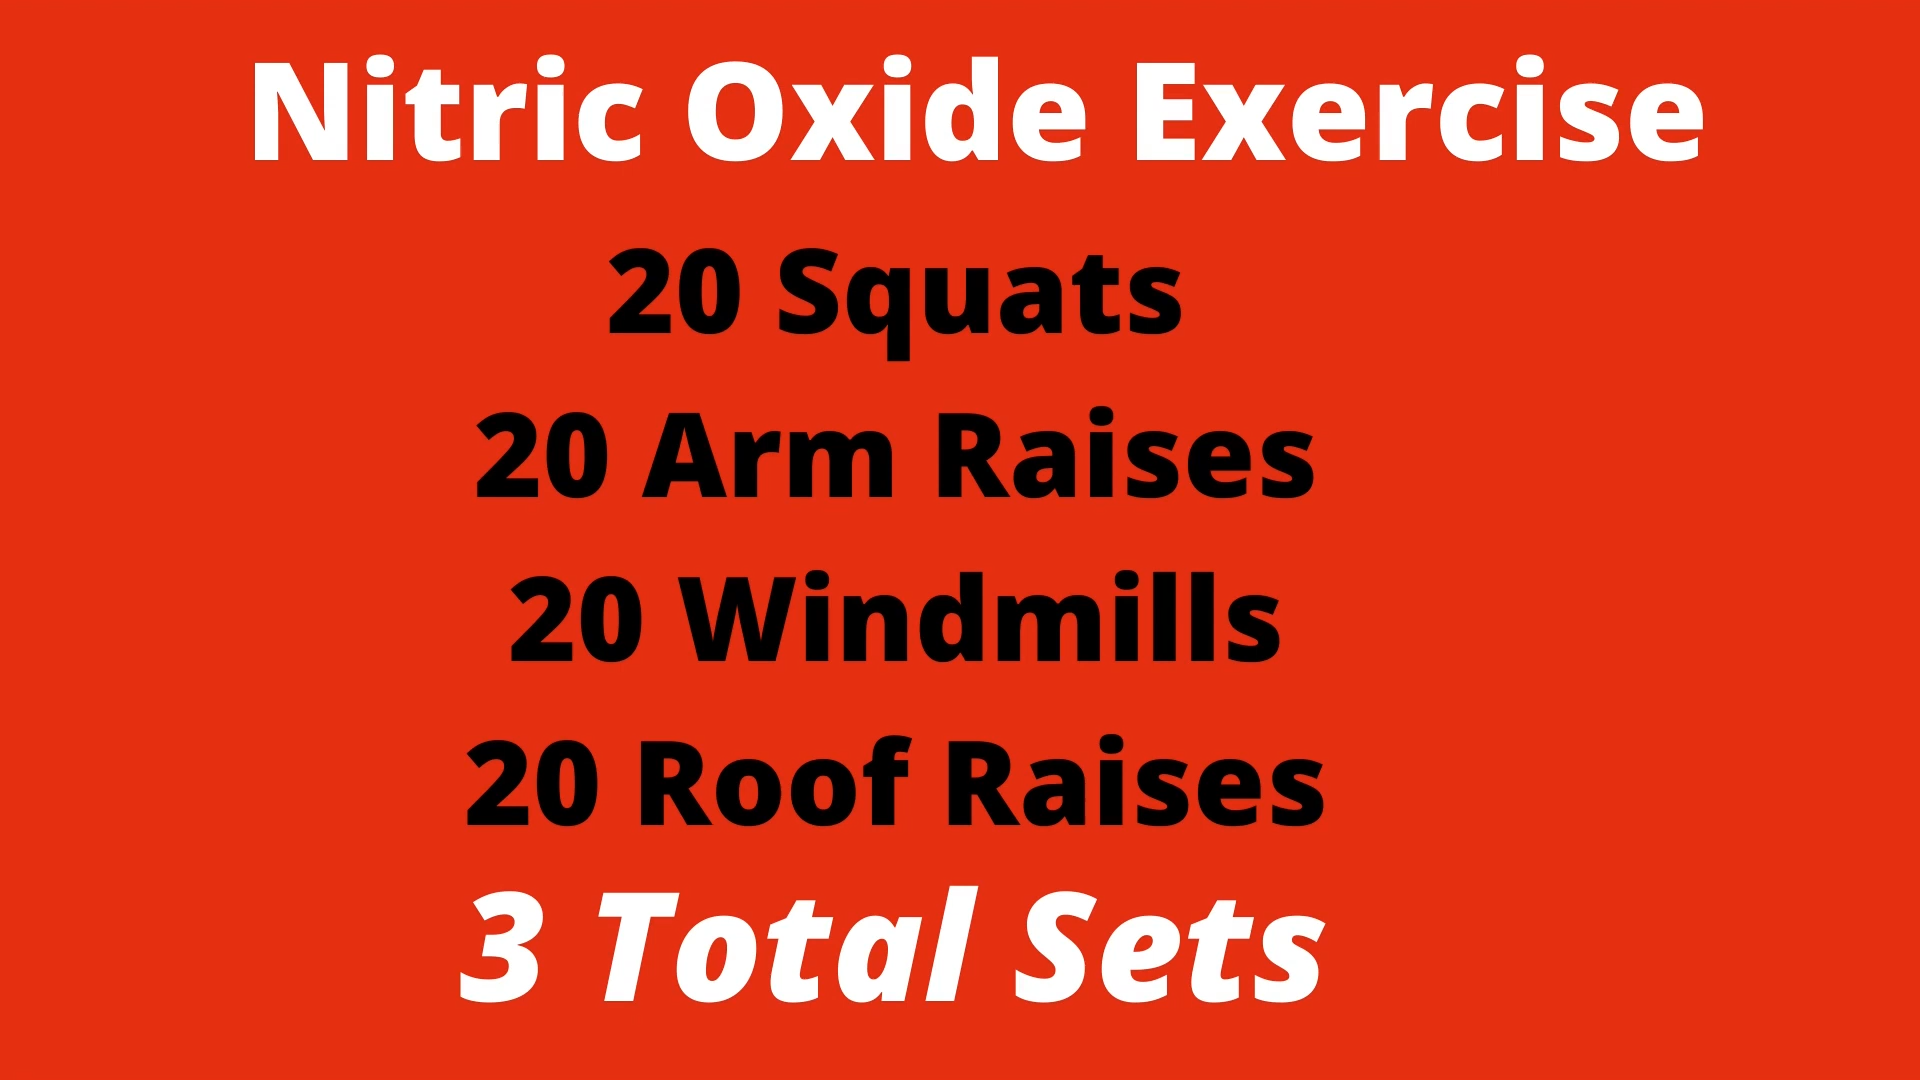 Nitric Oxide Exercise
20 Squats
20 Arm Raises
20 Windmills
20 Roof Raises
3 Total Sets